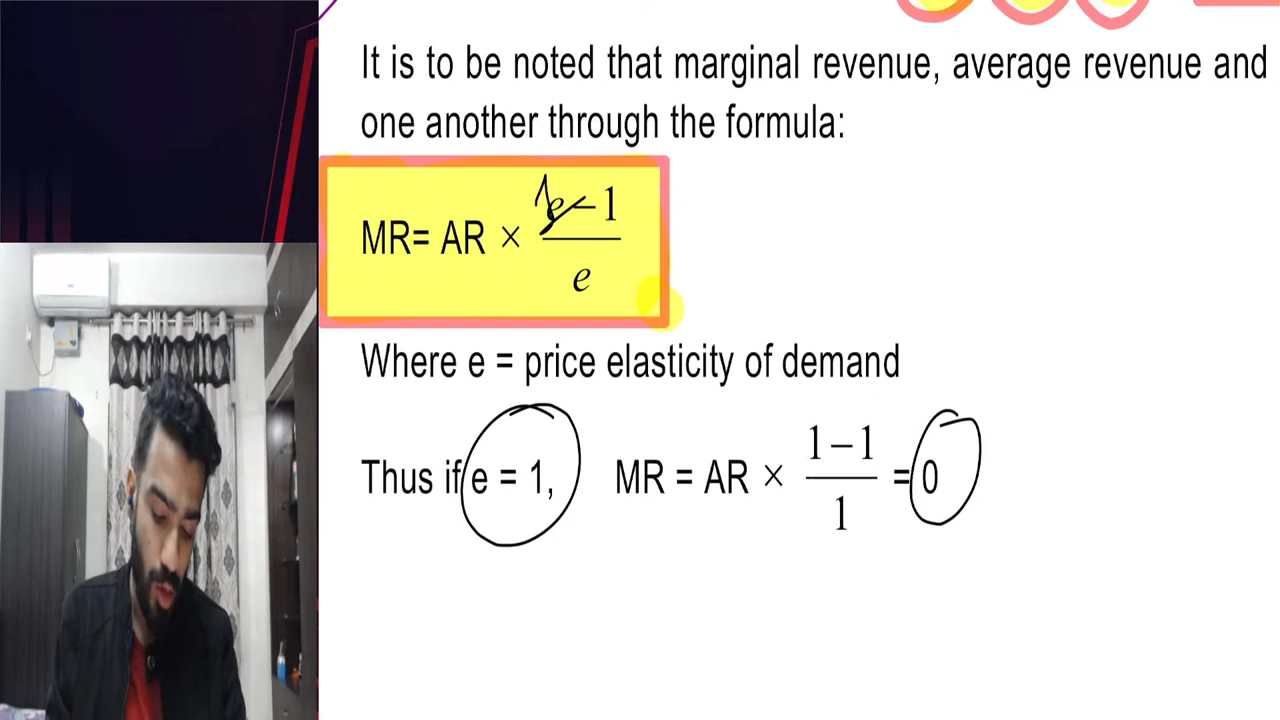 It is to be noted that marginal revenue, average revenue and
one another through the formula:
MR= AR × (e−1)/e
1
Where e = price elasticity of demand
Thus if e = 1, MR = AR × (1−1)/1 = 0